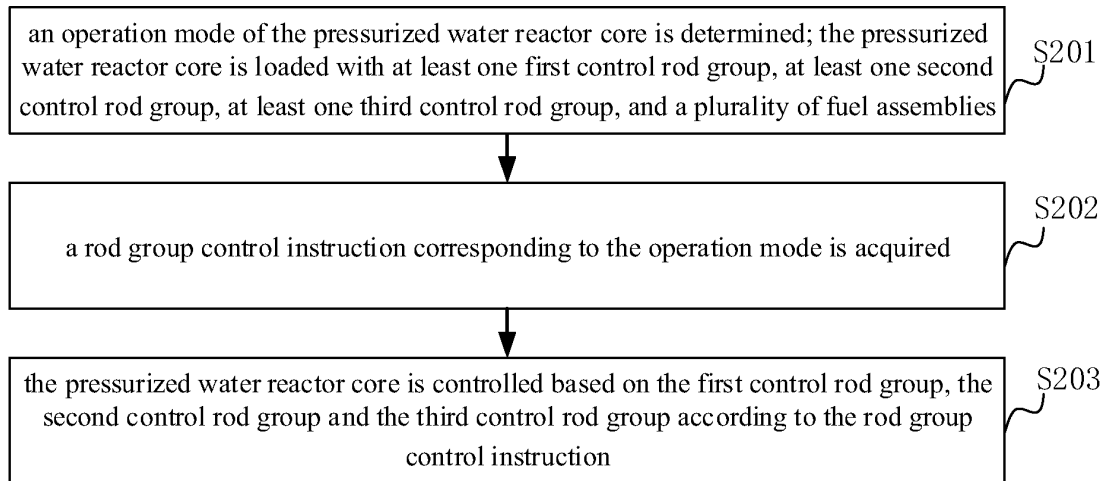 an operation mode of the pressurized water reactor core is determined; the pressurized
water reactor core is loaded with at least one first control rod group, at least one second
control rod group, at least one third control rod group, and a plurality of fuel assemblies
S201
a rod group control instruction corresponding to the operation mode is acquired
S202
the pressurized water reactor core is controlled based on the first control rod group, the
second control rod group and the third control rod group according to the rod group
control instruction
S203